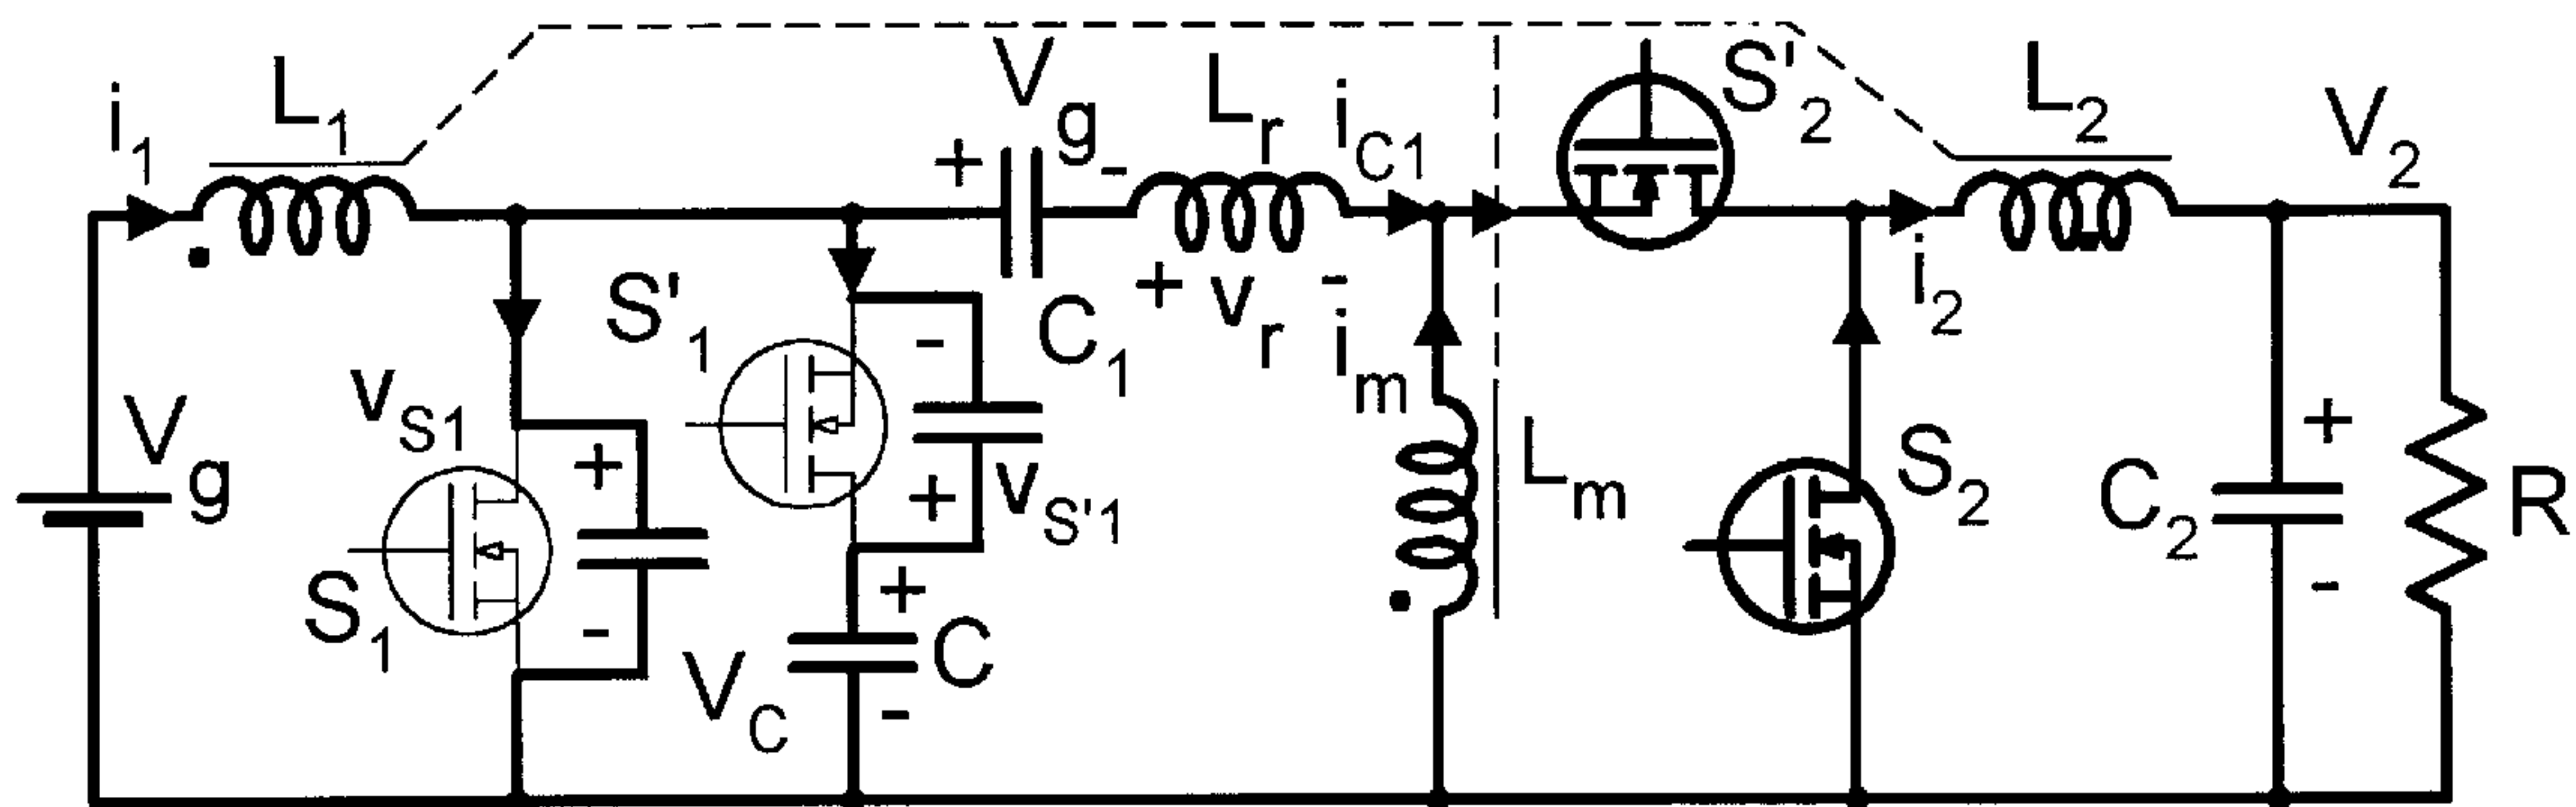 i1
L1
Vg
Lr
iC1
S'2
L2
V2
+
-
S'1
C1
+
vr
-
im
i2
vS1
-
Vg
+
+
vS'1
Lm
S2
C2
+
-
R
S1
-
VC
+
C
-